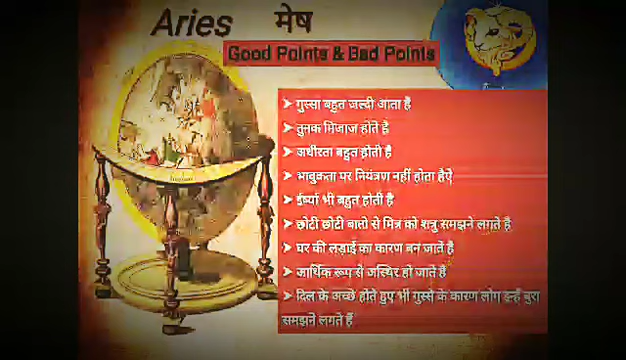 Aries मेष
Good Points & Bad Points
➤ गुस्सा बहुत जल्दी आता है
➤ तुनक मिजाज होते है
➤ अधीरता बहुत होती है
➤ भावुकता पर नियंत्रण नहीं होता हैऐ
➤ ईर्ष्या भी बहुत होती है
➤ छोटी छोटी बातो से मित्र को शत्रु समझने लगते है
➤ घर की लड़ाई का कारण बन जाते है
➤ आर्थिक रूप से अस्थिर हो जाते है
➤ दिल के अच्छे होते हुए भी गुस्से के कारण लोग इन्हें बुरा
समझने लगते हैं